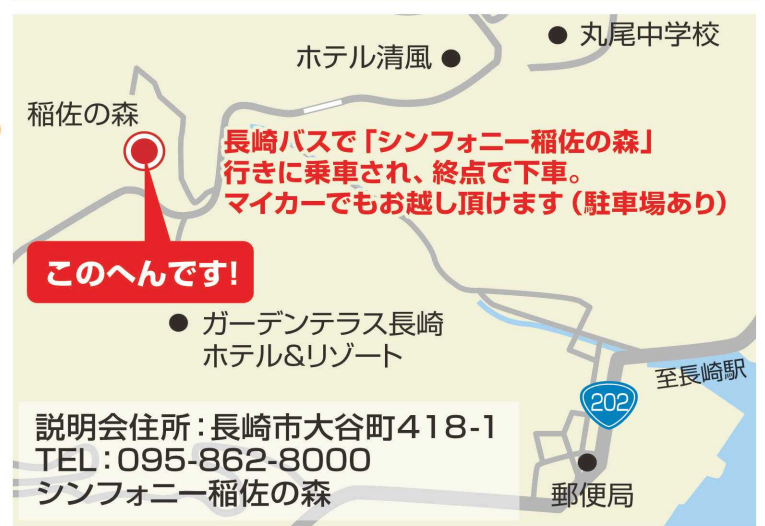 丸尾中学校
ホテル清風
稲佐の森
長崎バスで「シンフォニー稲佐の森」
行きに乗車され、終点で下車。
マイカーでもお越し頂けます（駐車場あり）
このへんです!
ガーデンテラス長崎
ホテル&リゾート
至長崎駅
202
説明会住所：長崎市大谷町418-1
TEL：095-862-8000
シンフォニー稲佐の森
郵便局